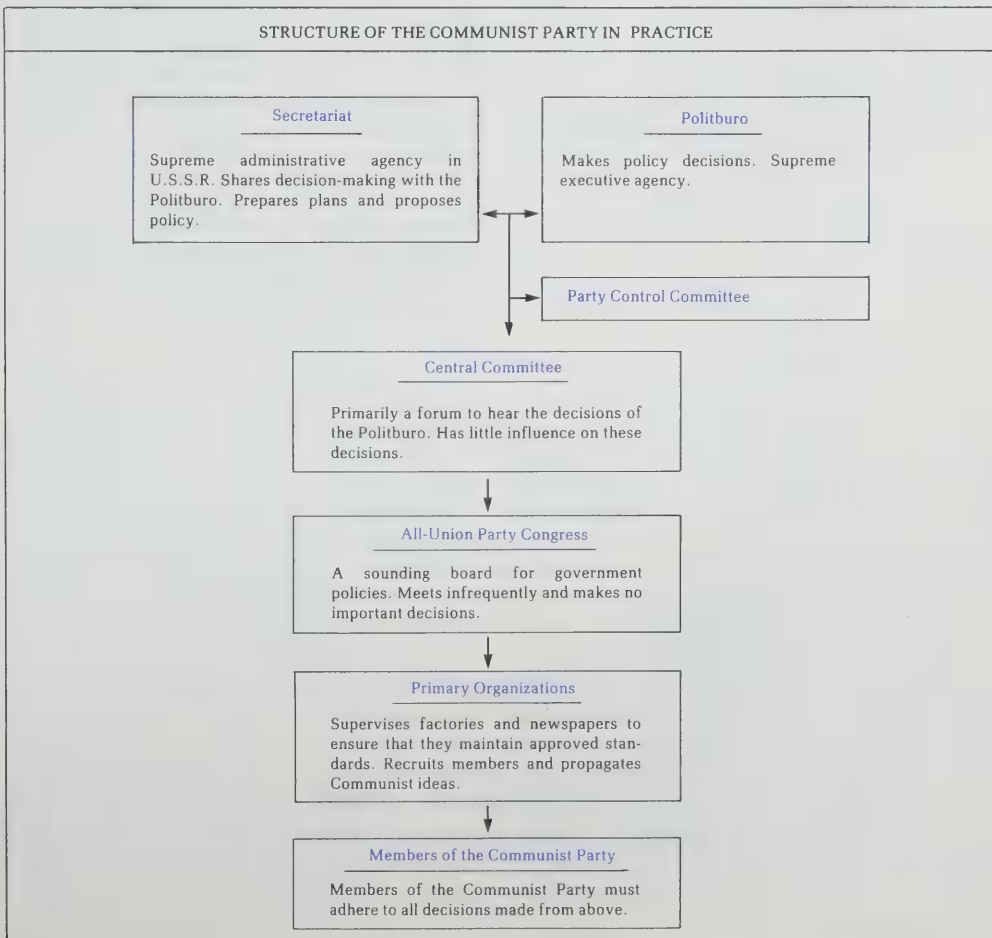 STRUCTURE OF THE COMMUNIST PARTY IN PRACTICE
Secretariat
Supreme administrative agency in
U.S.S.R. Shares decision-making with the
Politburo. Prepares plans and proposes
policy.
Politburo
Makes policy decisions. Supreme
executive agency.
Party Control Committee
Central Committee
Primarily a forum to hear the decisions of
the Politburo. Has little influence on these
decisions.
All-Union Party Congress
A sounding board for government
policies. Meets infrequently and makes no
important decisions.
Primary Organizations
Supervises factories and newspapers to
ensure that they maintain approved stan-
dards. Recruits members and propagates
Communist ideas.
Members of the Communist Party
Members of the Communist Party must
adhere to all decisions made from above.